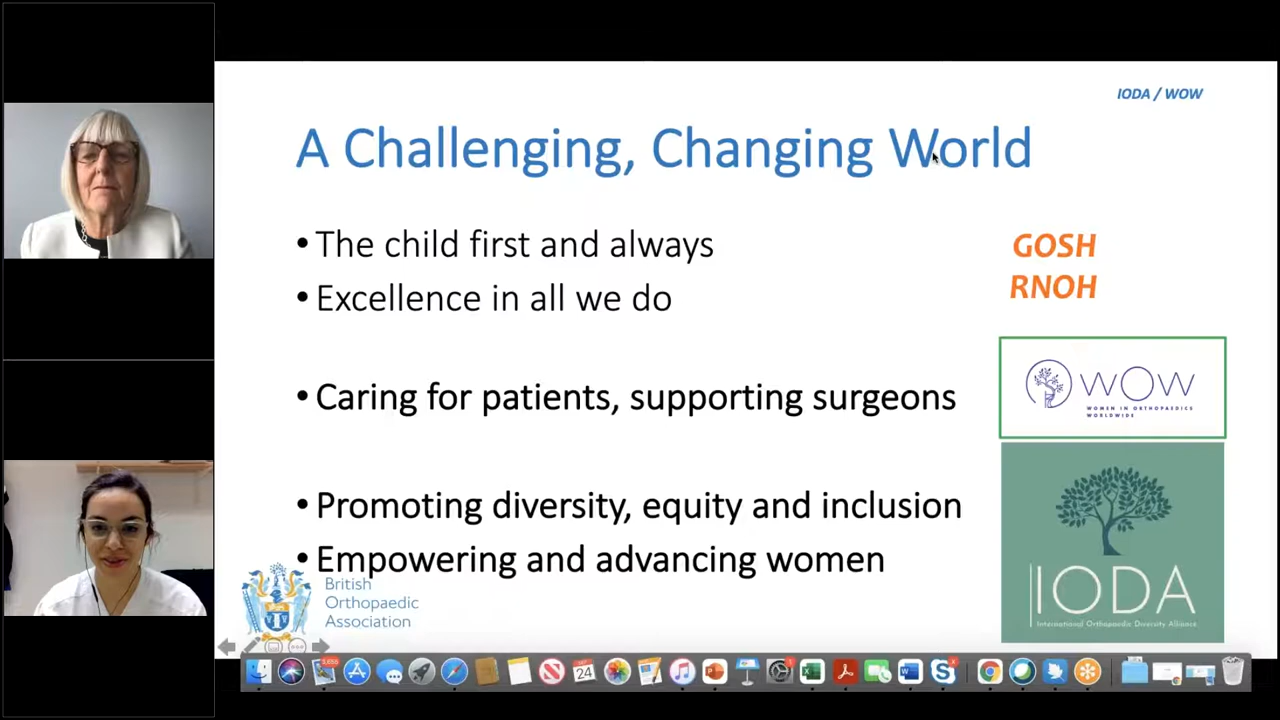 IODA / WOW
A Challenging, Changing World
• The child first and always
• Excellence in all we do
GOSH
RNOH
• Caring for patients, supporting surgeons
WOW
WOMEN IN ORTHOPAEDICS
WORLDWIDE
• Promoting diversity, equity and inclusion
• Empowering and advancing women
British
Orthopaedic
Association
IODA
International Orthopaedic Diversity Alliance
24